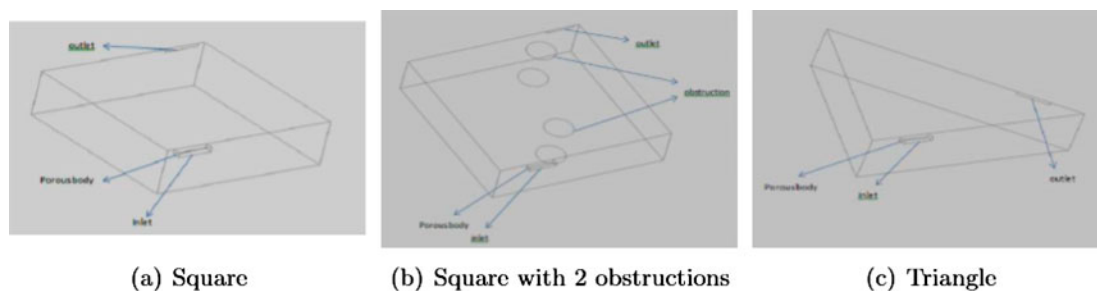 outlet
Porousbody
Inlet
(a) Square
outlet
obstruction
Porousbody
inlet
(b) Square with 2 obstructions
Porousbody
Inlet
outlet
(c) Triangle